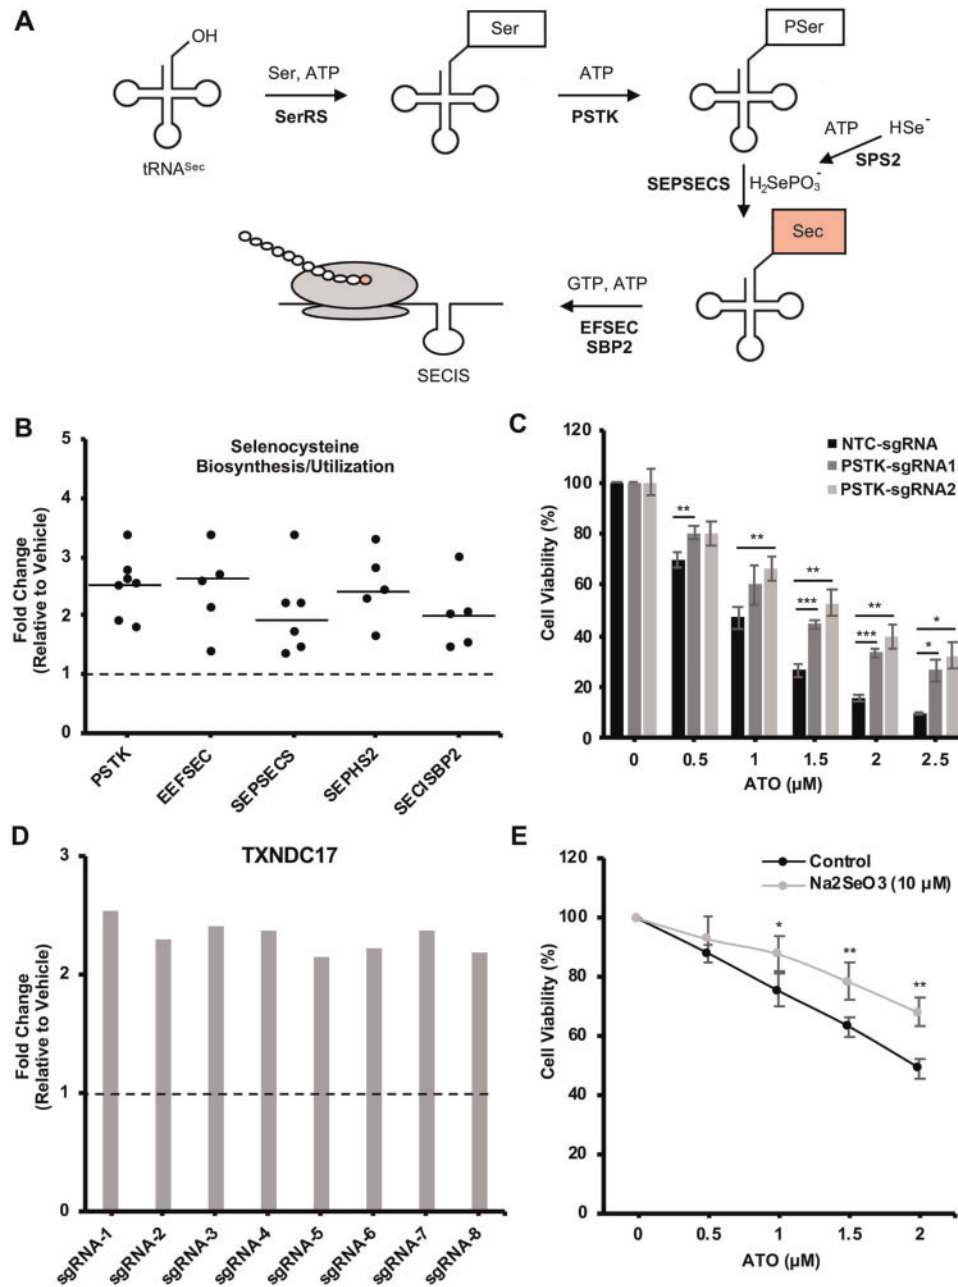 A
OH
Ser
PSer
Ser, ATP
SerRS
ATP
PSTK
tRNASec
ATP
HSe-
SPS2
SEPSECS
H2SePO3-
Sec
GTP, ATP
EFSEC
SBP2
SECIS
B
Selenocysteine
Biosynthesis/Utilization
Fold Change
(Relative to Vehicle)
5
4
3
2
1
0
PSTK
EEFSEC
SEPSECS
SEPHS2
SECISBP2
C
NTC-sgRNA
PSTK-sgRNA1
PSTK-sgRNA2
Cell Viability (%)
120
100
80
60
40
20
0
**
**
***
**
***
**
*
*
0 0.5 1 1.5 2 2.5
ATO (µM)
D
TXNDC17
Fold Change
(Relative to Vehicle)
3
2
1
0
sgRNA-1
sgRNA-2
sgRNA-3
sgRNA-4
sgRNA-5
sgRNA-6
sgRNA-7
sgRNA-8
E
Control
Na2SeO3 (10 µM)
Cell Viability (%)
120
100
80
60
40
20
0
*
**
**
0 0.5 1 1.5 2
ATO (µM)